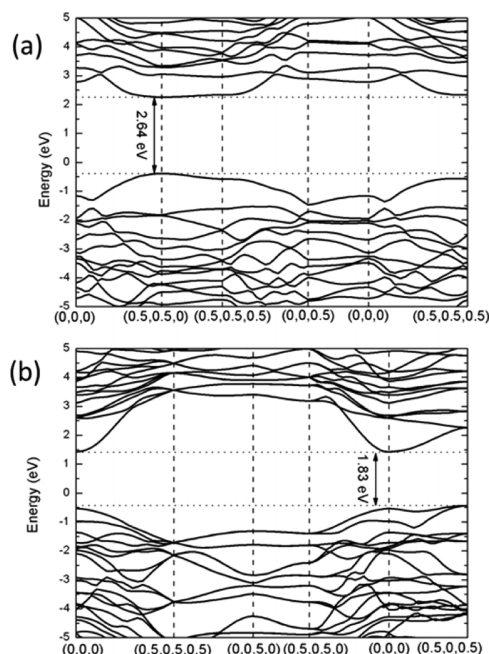 (a)
5
4
3
2
1
0
-1
-2
-3
-4
-5
Energy (eV)
2.64 eV
(0,0,0) (0.5,0.5,0) (0.5,0.5,0.5) (0,0,0.5) (0,0,0) (0.5,0.5,0.5)
(b)
5
4
3
2
1
0
-1
-2
-3
-4
-5
Energy (eV)
1.83 eV
(0,0,0) (0.5,0.5,0.5) (0,0.5,0) (0.5,0.5,0) (0,0,0) (0.5,0,0.5)